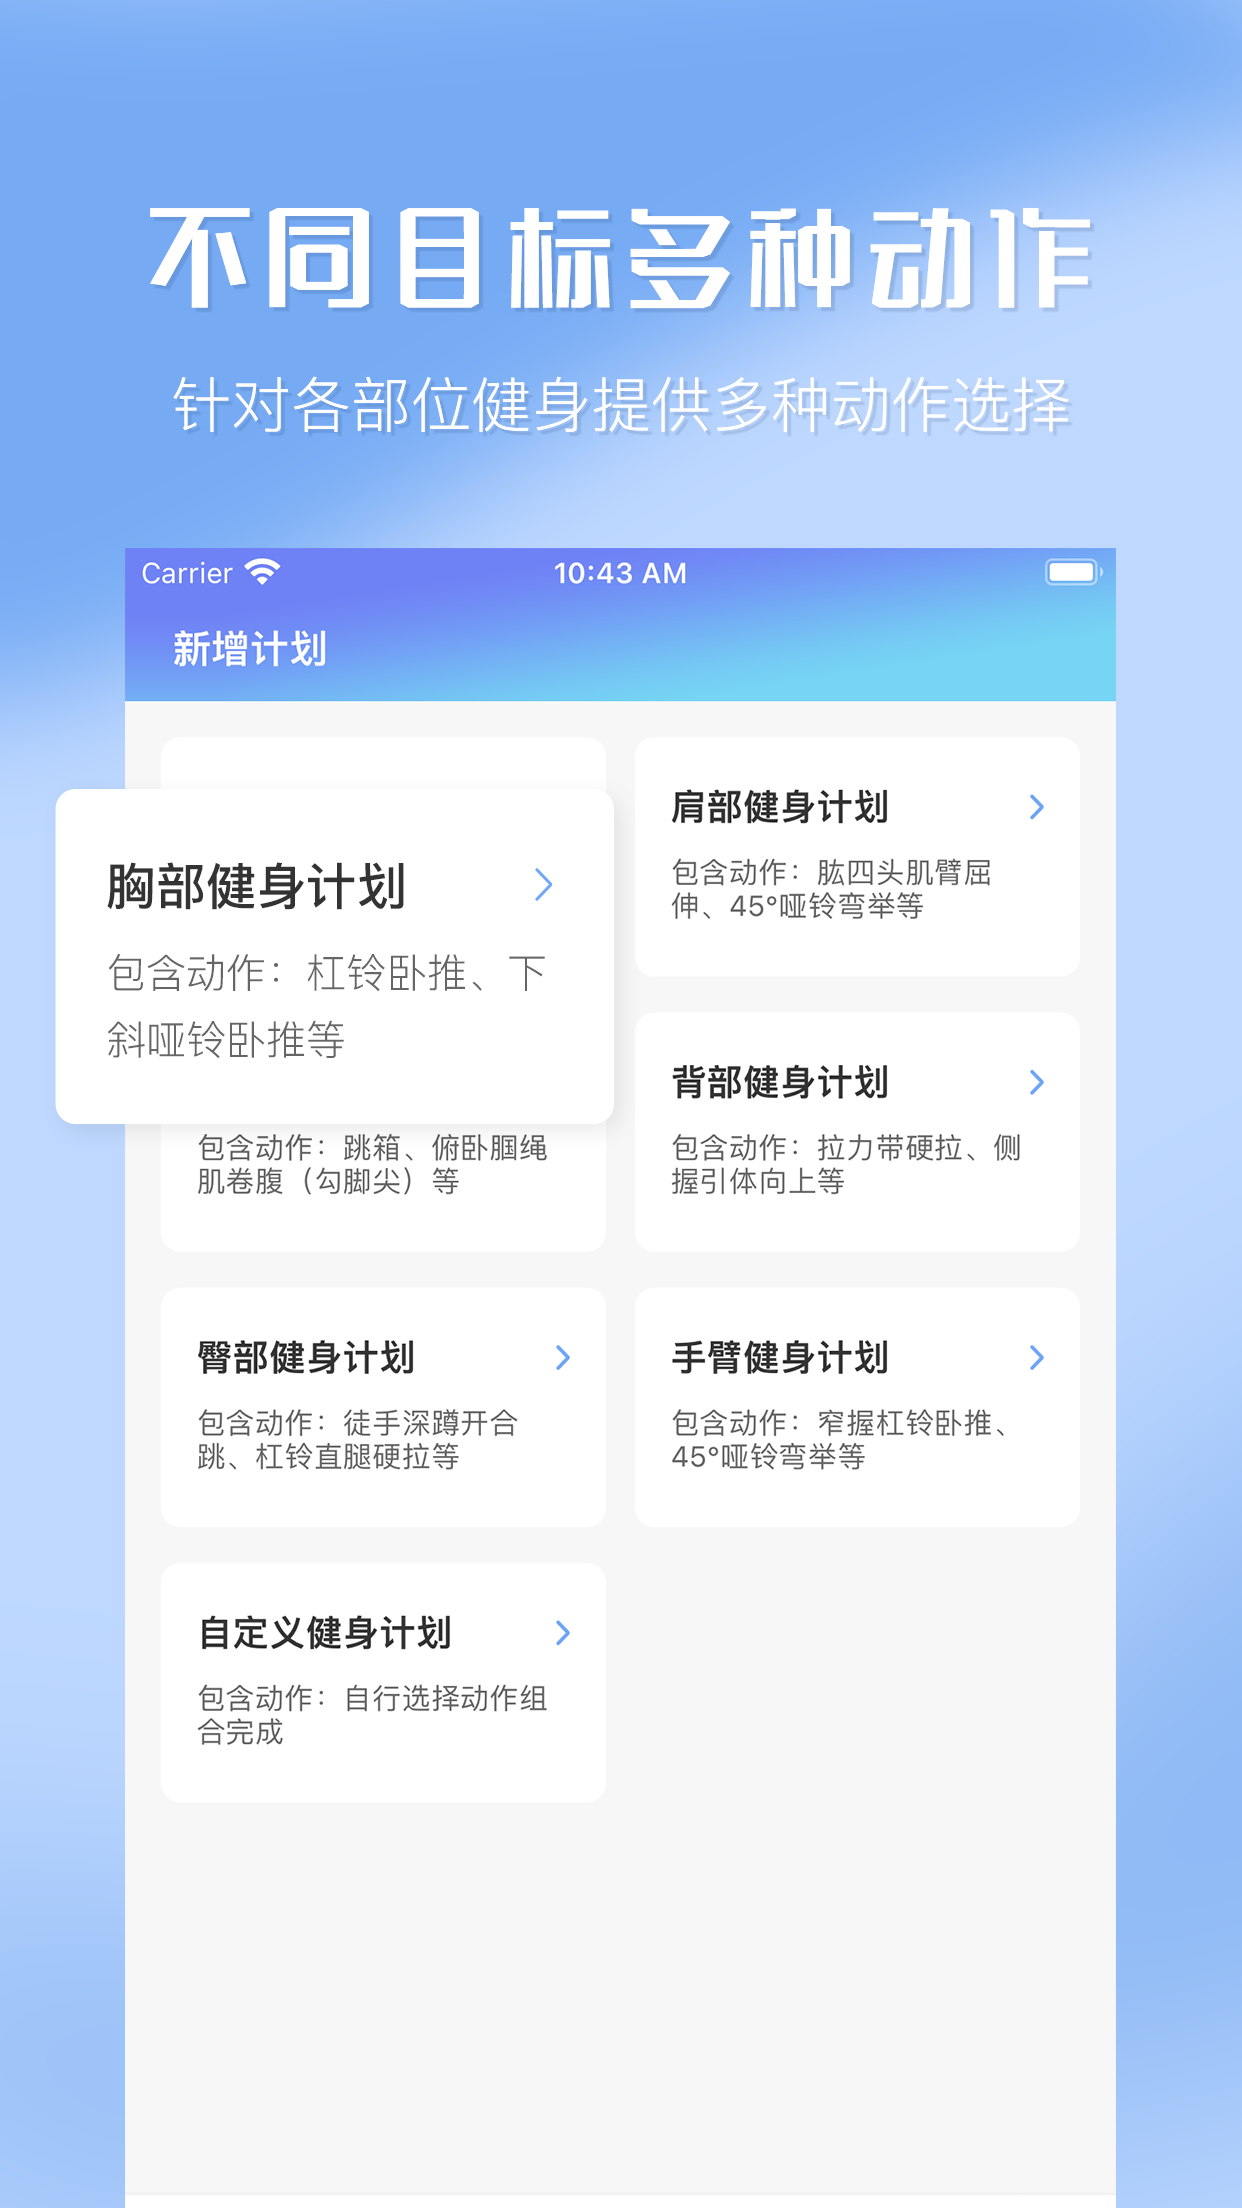 不同目标多种动作
针对各部位健身提供多种动作选择
Carrier
10:43 AM
新增计划
胸部健身计划
包含动作：杠铃卧推、下
斜哑铃卧推等
肩部健身计划
包含动作：肱四头肌臂屈
伸、45°哑铃弯举等
包含动作：跳箱、俯卧腘绳
肌卷腹（勾脚尖）等
背部健身计划
包含动作：拉力带硬拉、侧
握引体向上等
臀部健身计划
包含动作：徒手深蹲开合
跳、杠铃直腿硬拉等
手臂健身计划
包含动作：窄握杠铃卧推、
45°哑铃弯举等
自定义健身计划
包含动作：自行选择动作组
合完成